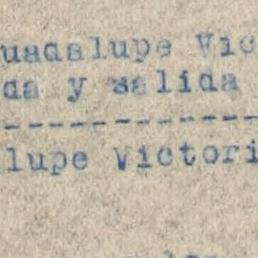 uadalupe Vic
da y salida
--------------
lupe Victori